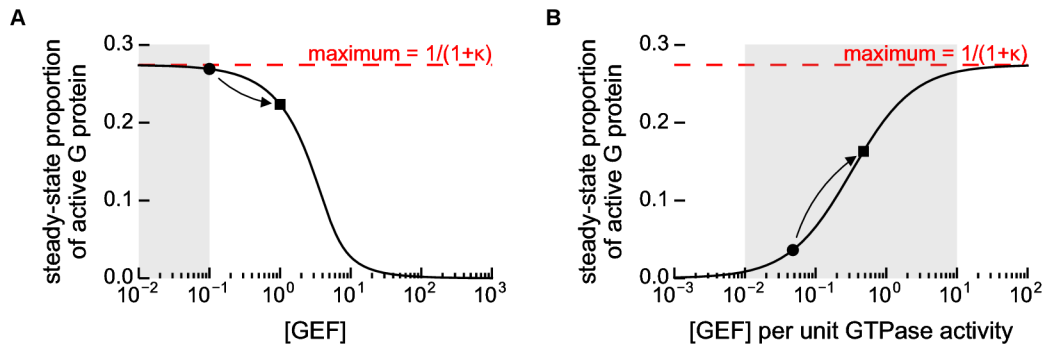 A
steady-state proportion
of active G protein
0.3
0.2
0.1
0.0
maximum = 1/(1+κ)
10⁻² 10⁻¹ 10⁰ 10¹ 10² 10³
[GEF]
B
steady-state proportion
of active G protein
0.3
0.2
0.1
0.0
maximum = 1/(1+κ)
10⁻³ 10⁻² 10⁻¹ 10⁰ 10¹ 10²
[GEF] per unit GTPase activity